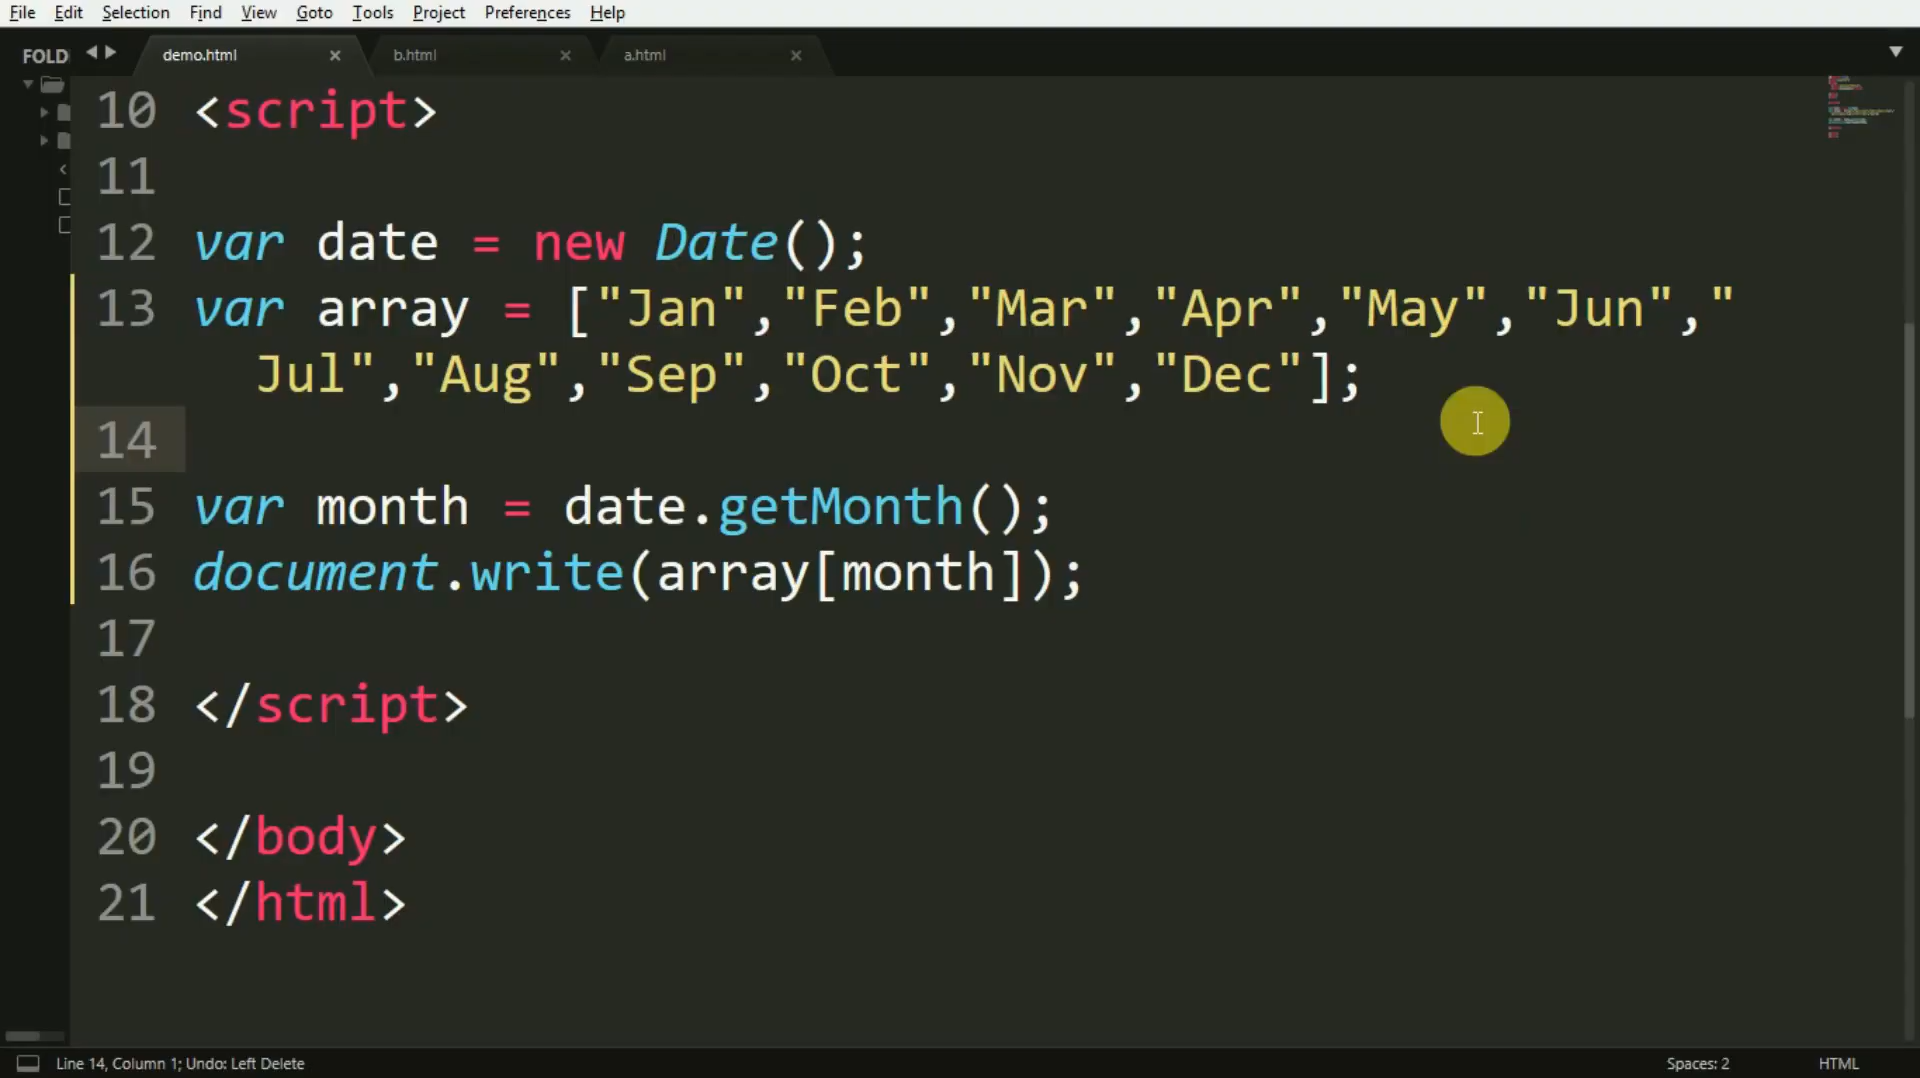 File Edit Selection Find View Goto Tools Project Preferences Help
FOLD demo.html b.html a.html
10 <script>
11
12 var date = new Date();
13 var array = ["Jan","Feb","Mar","Apr","May","Jun","
Jul","Aug","Sep","Oct","Nov","Dec"];
14
15 var month = date.getMonth();
16 document.write(array[month]);
17
18 </script>
19
20 </body>
21 </html>
Line 14, Column 1; Undo: Left Delete Spaces: 2 HTML